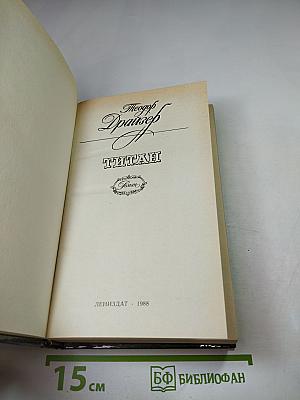 Теодор
Драйзер
ТИТАН
Роман
ЛЕНИЗДАТ · 1988
15 см
БФ БИБЛИОФАН